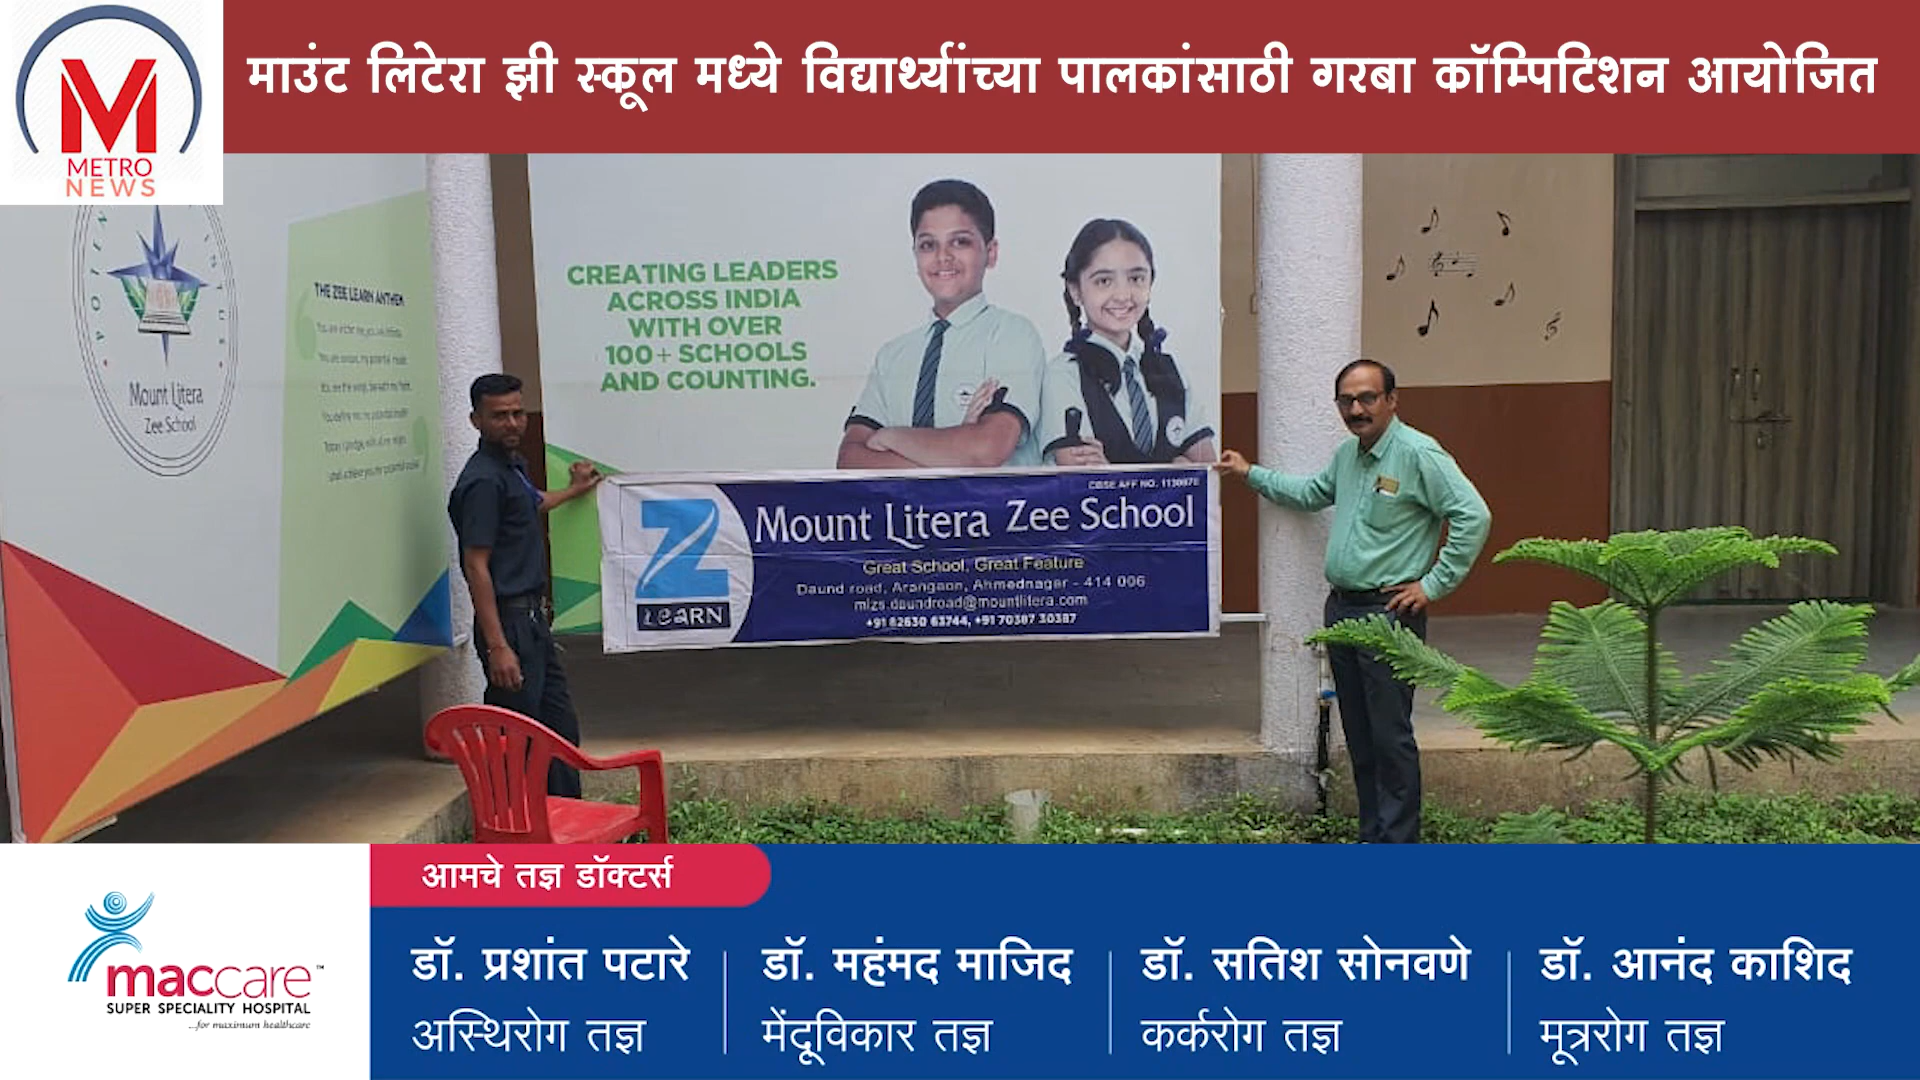 माउंट लिटेरा झी स्कूल मध्ये विद्यार्थ्यांच्या पालकांसाठी गरबा कॉम्पिटिशन आयोजित
M
METRO
NEWS
Mount Litera
Zee School
THE ZEE LEARN ANTHEM
CREATING LEADERS
ACROSS INDIA
WITH OVER
100+ SCHOOLS
AND COUNTING.
CBSE AFF NO.
Z
LEARN
Mount Litera Zee School
Great School, Great Feature
Daund road, Arangaon, Ahmednagar - 414 006
mlzs.daundroad@mountlitera.com
+91 82630 63744, +91 70387 30387
आमचे तज्ञ डॉक्टर्स
maccare™
SUPER SPECIALITY HOSPITAL
...for maximum healthcare
डॉ. प्रशांत पटारे
अस्थिरोग तज्ञ
डॉ. महंमद माजिद
मेंदूविकार तज्ञ
डॉ. सतिश सोनवणे
कर्करोग तज्ञ
डॉ. आनंद काशिद
मूत्ररोग तज्ञ